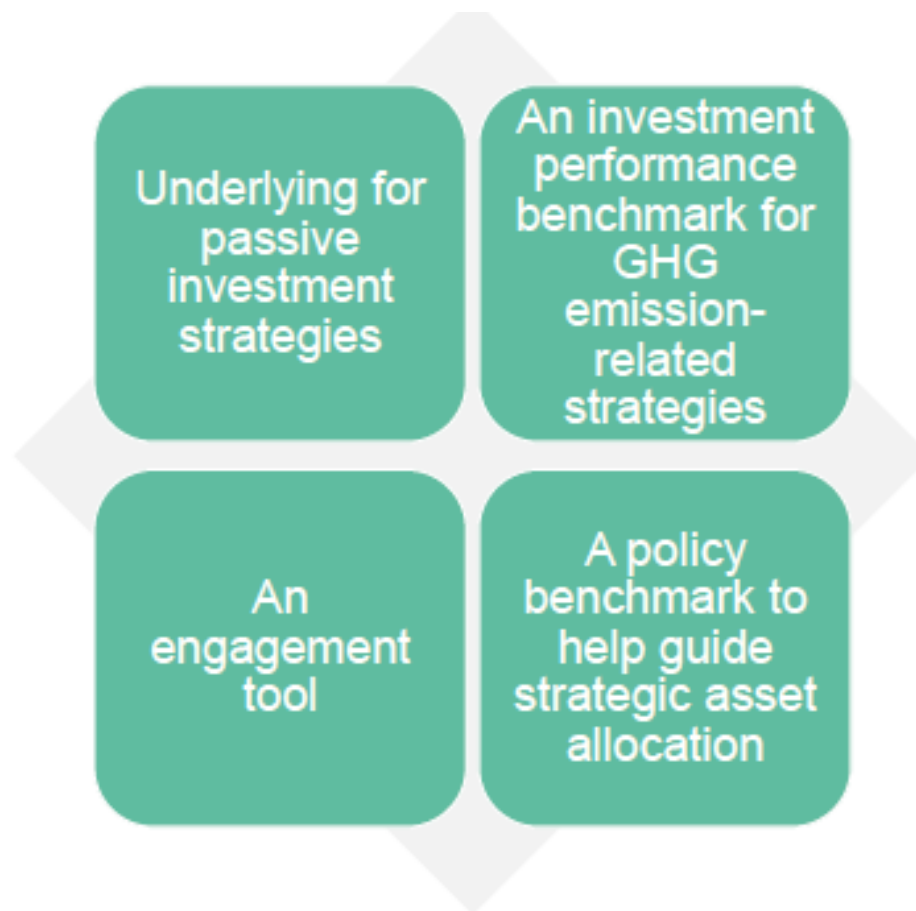 Underlying for
passive
investment
strategies
An investment
performance
benchmark for
GHG
emission-
related
strategies
An
engagement
tool
A policy
benchmark to
help guide
strategic asset
allocation